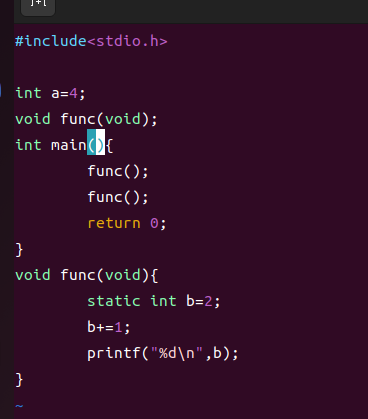 ]+[
#include<stdio.h>
int a=4;
void func(void);
int main(){
        func();
        func();
        return 0;
}
void func(void){
        static int b=2;
        b+=1;
        printf("%d\n",b);
}
~